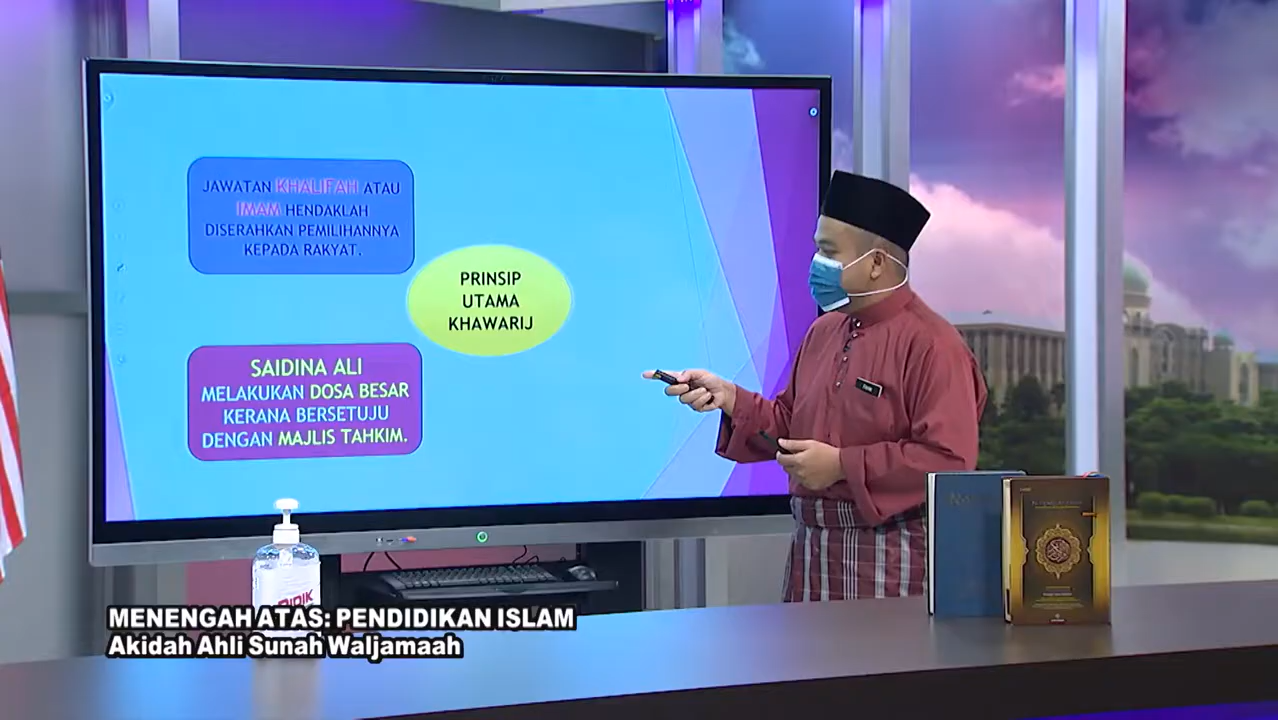 JAWATAN KHALIFAH ATAU
IMAM HENDAKLAH
DISERAHKAN PEMILIHANNYA
KEPADA RAKYAT.
PRINSIP
UTAMA
KHAWARIJ
SAIDINA ALI
MELAKUKAN DOSA BESAR
KERANA BERSETUJU
DENGAN MAJLIS TAHKIM.
MENENGAH ATAS: PENDIDIKAN ISLAM
Akidah Ahli Sunah Waljamaah